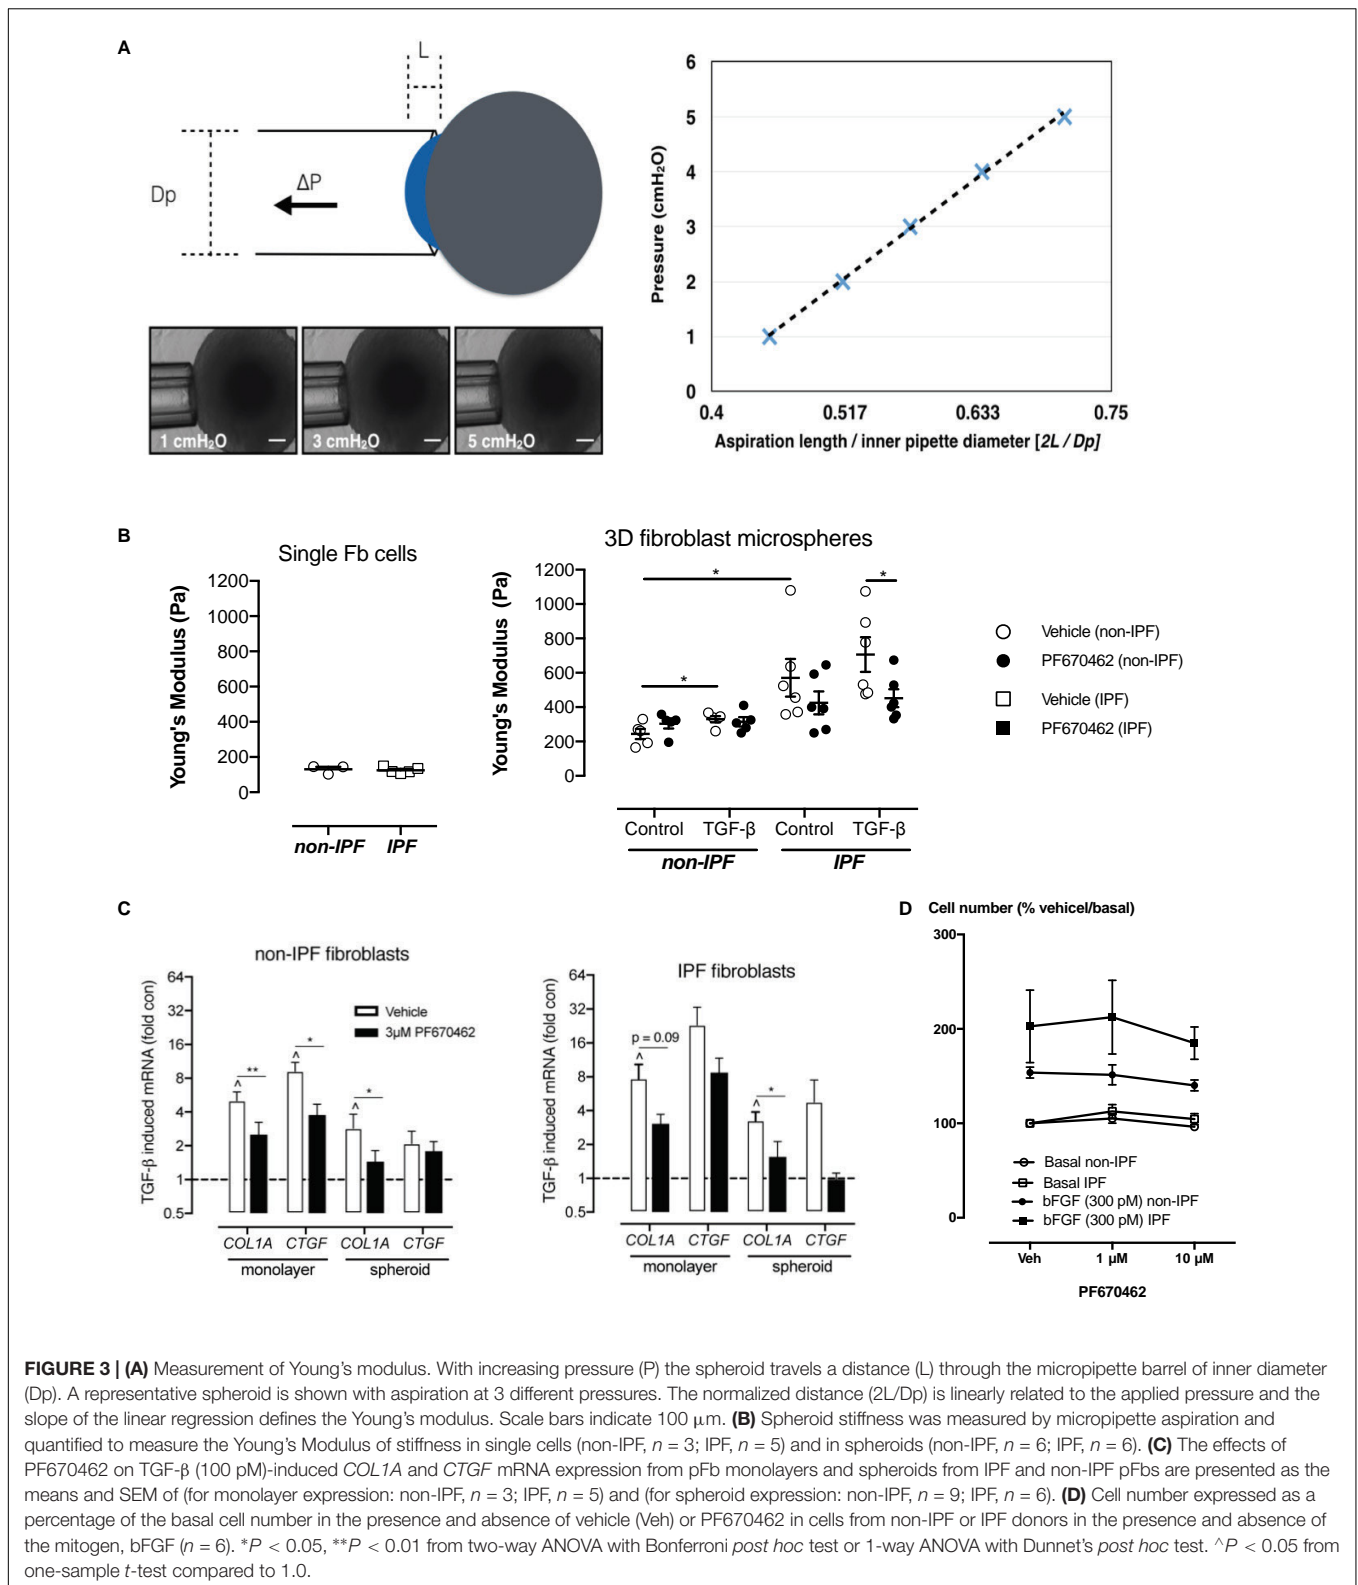 A
L
Dp
ΔP
1 cmH₂O
3 cmH₂O
5 cmH₂O
Pressure (cmH₂O)
6
5
4
3
2
1
0
0.4 0.517 0.633 0.75
Aspiration length / inner pipette diameter [2L / Dp]
B
Single Fb cells
Young's Modulus (Pa)
1200
1000
800
600
400
200
0
non-IPF IPF
3D fibroblast microspheres
Young's Modulus (Pa)
1200
1000
800
600
400
200
0
*
*
*
Control TGF-β Control TGF-β
non-IPF IPF
Vehicle (non-IPF)
PF670462 (non-IPF)
Vehicle (IPF)
PF670462 (IPF)
C
non-IPF fibroblasts
TGF-β induced mRNA (fold con)
64
32
16
8
4
2
1
0.5
Vehicle
3µM PF670462
^ ** ^ * ^ *
COL1A CTGF COL1A CTGF
monolayer spheroid
IPF fibroblasts
TGF-β induced mRNA (fold con)
64
32
16
8
4
2
1
0.5
p = 0.09
^ ^ *
COL1A CTGF COL1A CTGF
monolayer spheroid
D Cell number (% vehicel/basal)
300
200
100
0
Basal non-IPF
Basal IPF
bFGF (300 pM) non-IPF
bFGF (300 pM) IPF
Veh 1 µM 10 µM
PF670462
FIGURE 3 | (A) Measurement of Young's modulus. With increasing pressure (P) the spheroid travels a distance (L) through the micropipette barrel of inner diameter
(Dp). A representative spheroid is shown with aspiration at 3 different pressures. The normalized distance (2L/Dp) is linearly related to the applied pressure and the
slope of the linear regression defines the Young's modulus. Scale bars indicate 100 µm. (B) Spheroid stiffness was measured by micropipette aspiration and
quantified to measure the Young's Modulus of stiffness in single cells (non-IPF, n = 3; IPF, n = 5) and in spheroids (non-IPF, n = 6; IPF, n = 6). (C) The effects of
PF670462 on TGF-β (100 pM)-induced COL1A and CTGF mRNA expression from pFb monolayers and spheroids from IPF and non-IPF pFbs are presented as the
means and SEM of (for monolayer expression: non-IPF, n = 3; IPF, n = 5) and (for spheroid expression: non-IPF, n = 9; IPF, n = 6). (D) Cell number expressed as a
percentage of the basal cell number in the presence and absence of vehicle (Veh) or PF670462 in cells from non-IPF or IPF donors in the presence and absence of
the mitogen, bFGF (n = 6). *P < 0.05, **P < 0.01 from two-way ANOVA with Bonferroni post hoc test or 1-way ANOVA with Dunnet's post hoc test. ^P < 0.05 from
one-sample t-test compared to 1.0.